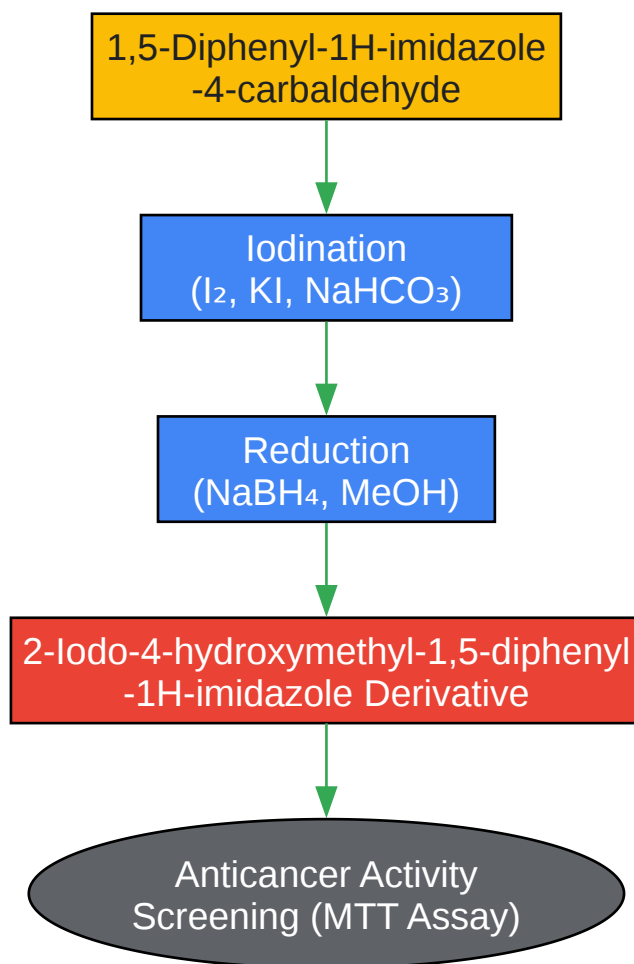 1,5-Diphenyl-1H-imidazole
-4-carbaldehyde
Iodination
(I₂, KI, NaHCO₃)
Reduction
(NaBH₄, MeOH)
2-Iodo-4-hydroxymethyl-1,5-diphenyl
-1H-imidazole Derivative
Anticancer Activity
Screening (MTT Assay)